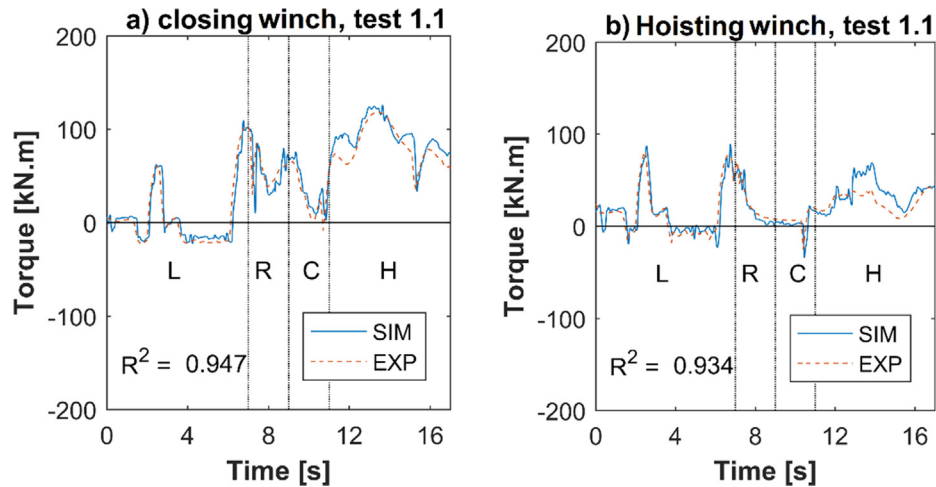 a) closing winch, test 1.1
200
100
0
-100
-200
Torque [kN.m]
L R C H
SIM
EXP
R² = 0.947
0 4 8 12 16
Time [s]
b) Hoisting winch, test 1.1
200
100
0
-100
-200
Torque [kN.m]
L R C H
SIM
EXP
R² = 0.934
0 4 8 12 16
Time [s]